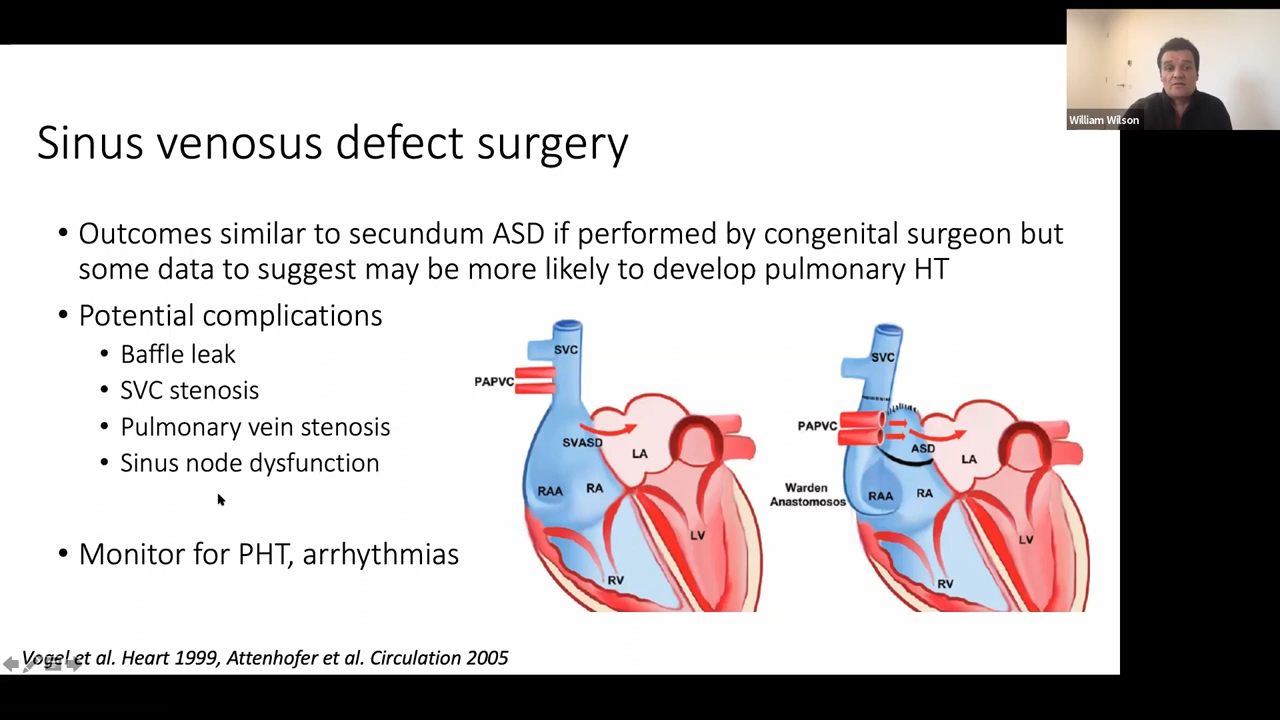 William Wilson
Sinus venosus defect surgery
• Outcomes similar to secundum ASD if performed by congenital surgeon but
some data to suggest may be more likely to develop pulmonary HT
• Potential complications
• Baffle leak
• SVC stenosis
• Pulmonary vein stenosis
• Sinus node dysfunction
• Monitor for PHT, arrhythmias
SVC
PAPVC
SVASD
LA
RAA
RA
LV
RV
SVC
PAPVC
ASD
LA
Warden
Anastomosos
RAA
RA
LV
RV
Vogel et al. Heart 1999, Attenhofer et al. Circulation 2005